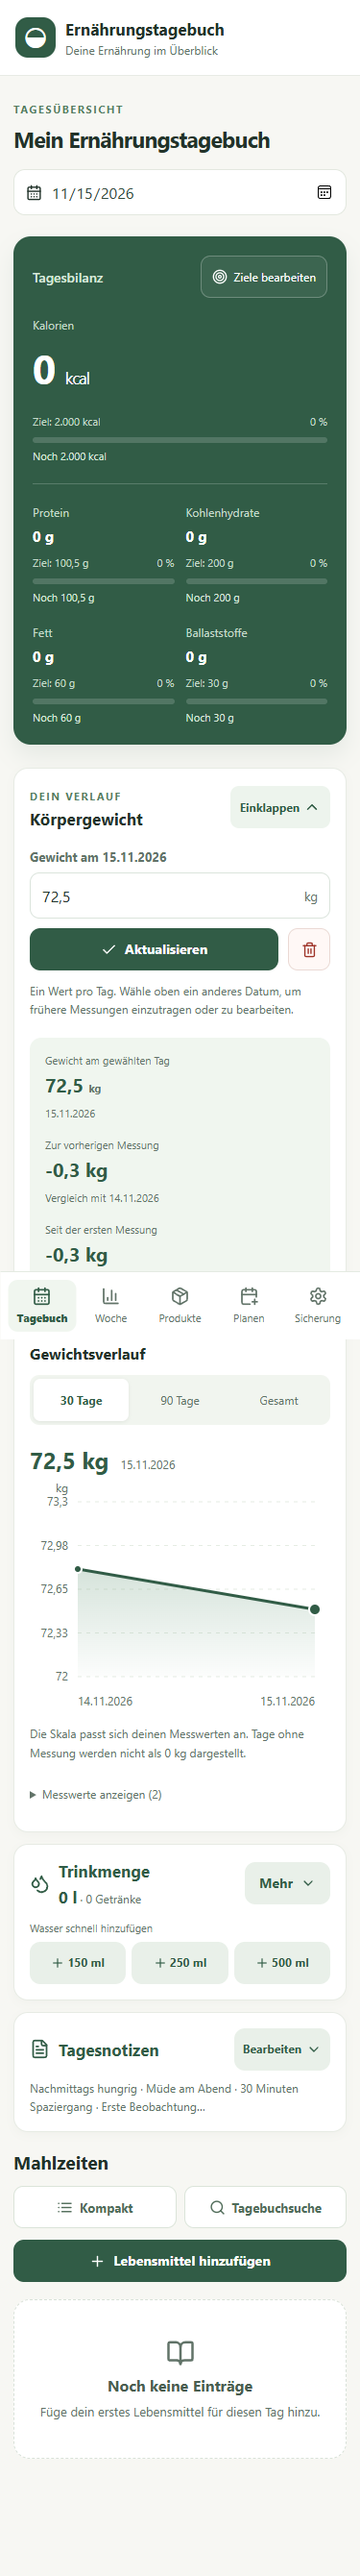 Ernährungstagebuch
Deine Ernährung im Überblick
TAGESÜBERSICHT
Mein Ernährungstagebuch
11/15/2026
Tagesbilanz
Ziele bearbeiten
Kalorien
0 kcal
Ziel: 2.000 kcal 0 %
Noch 2.000 kcal
Protein Kohlenhydrate
0 g 0 g
Ziel: 100,5 g 0 % Ziel: 200 g 0 %
Noch 100,5 g Noch 200 g
Fett Ballaststoffe
0 g 0 g
Ziel: 60 g 0 % Ziel: 30 g 0 %
Noch 60 g Noch 30 g
DEIN VERLAUF
Körpergewicht
Einklappen
Gewicht am 15.11.2026
72,5 kg
Aktualisieren
Ein Wert pro Tag. Wähle oben ein anderes Datum, um
frühere Messungen einzutragen oder zu bearbeiten.
Gewicht am gewählten Tag
72,5 kg
15.11.2026
Zur vorherigen Messung
-0,3 kg
Vergleich mit 14.11.2026
Seit der ersten Messung
-0,3 kg
Tagebuch Woche Produkte Planen Sicherung
Gewichtsverlauf
30 Tage 90 Tage Gesamt
72,5 kg 15.11.2026
kg
73,3
72,98
72,65
72,33
72
14.11.2026 15.11.2026
Die Skala passt sich deinen Messwerten an. Tage ohne
Messung werden nicht als 0 kg dargestellt.
Messwerte anzeigen (2)
Trinkmenge
0 l · 0 Getränke
Mehr
Wasser schnell hinzufügen
+ 150 ml + 250 ml + 500 ml
Tagesnotizen
Bearbeiten
Nachmittags hungrig · Müde am Abend · 30 Minuten
Spaziergang · Erste Beobachtung...
Mahlzeiten
Kompakt Tagebuchsuche
+ Lebensmittel hinzufügen
Noch keine Einträge
Füge dein erstes Lebensmittel für diesen Tag hinzu.